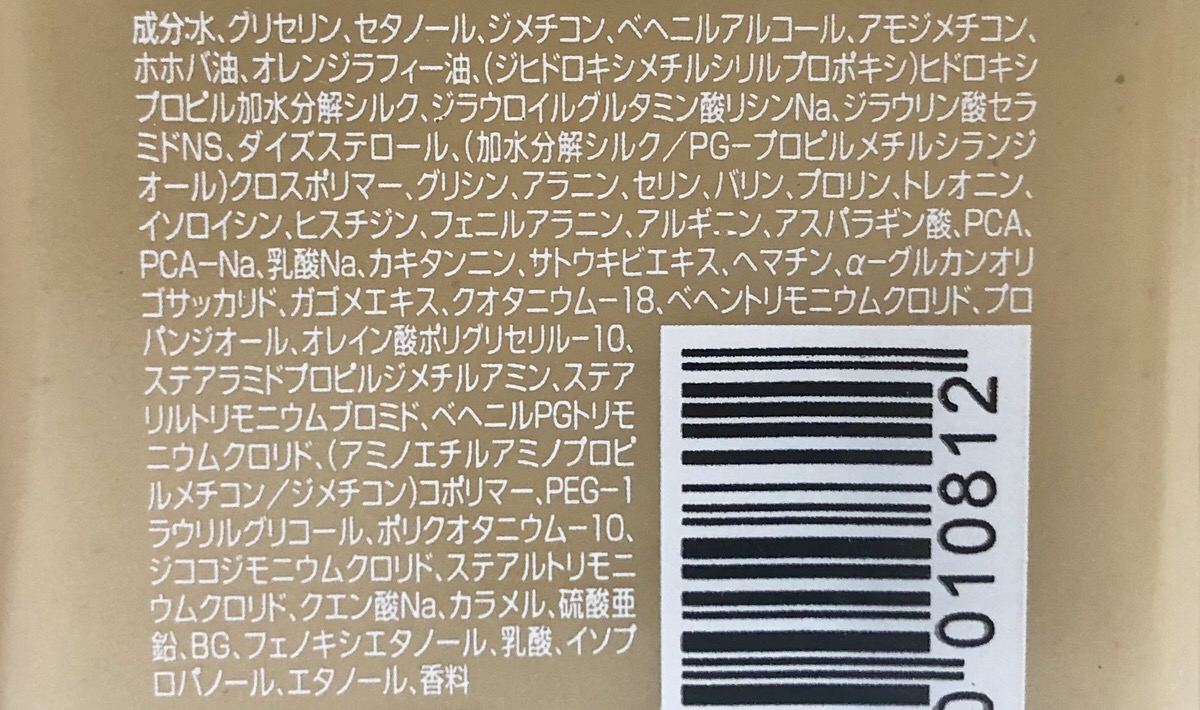 成分:水、グリセリン、セタノール、ジメチコン、ベヘニルアルコール、アモジメチコン、
ホホバ油、オレンジラフィー油、(ジヒドロキシメチルシリルプロポキシ)ヒドロキシ
プロピル加水分解シルク、ジラウロイルグルタミン酸リシンNa、ジラウリン酸セラ
ミドNS、ダイズステロール、(加水分解シルク/PG-プロピルメチルシランジ
オール)クロスポリマー、グリシン、アラニン、セリン、バリン、プロリン、トレオニン、
イソロイシン、ヒスチジン、フェニルアラニン、アルギニン、アスパラギン酸、PCA、
PCA-Na、乳酸Na、カキタンニン、サトウキビエキス、ヘマチン、α-グルカンオリ
ゴサッカリド、ガゴメエキス、クオタニウム-18、ベヘントリモニウムクロリド、プロ
パンジオール、オレイン酸ポリグリセリル-10、
ステアラミドプロピルジメチルアミン、ステア
リルトリモニウムブロミド、ベヘニルPGトリモ
ニウムクロリド、(アミノエチルアミノプロピ
ルメチコン/ジメチコン)コポリマー、PEG-1
ラウリルグリコール、ポリクオタニウム-10、
ジココジモニウムクロリド、ステアルトリモニ
ウムクロリド、クエン酸Na、カラメル、硫酸亜
鉛、BG、フェノキシエタノール、乳酸、イソプ
ロパノール、エタノール、香料
0 010812